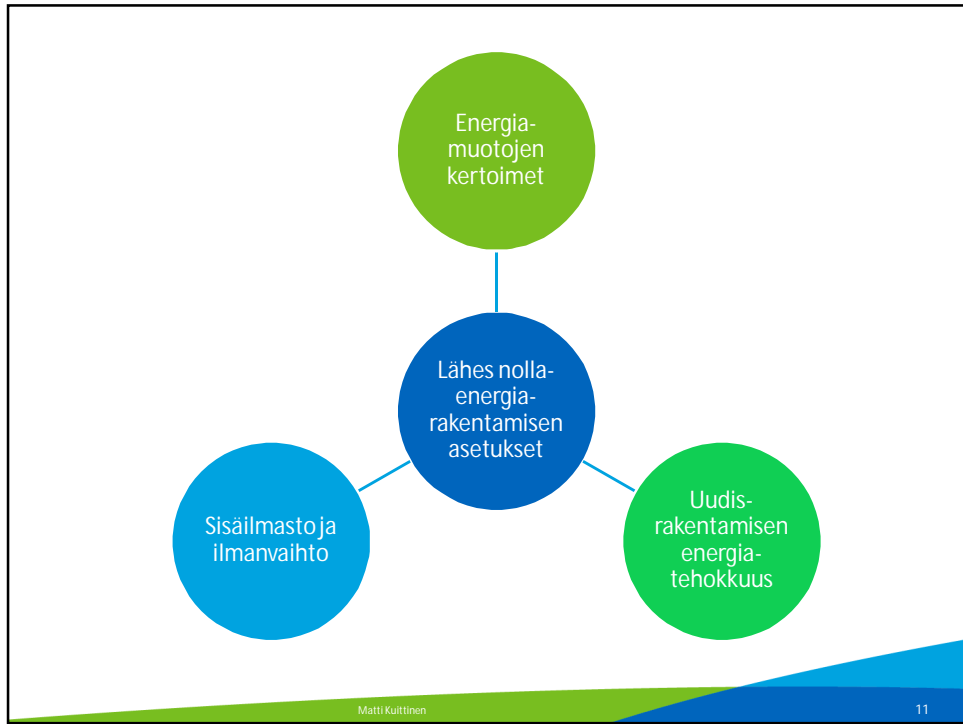 Energia-
muotojen
kertoimet
Lähes nolla-
energia-
rakentamisen
asetukset
Sisäilmasto ja
ilmanvaihto
Uudis-
rakentamisen
energia-
tehokkuus
Matti Kuittinen
11